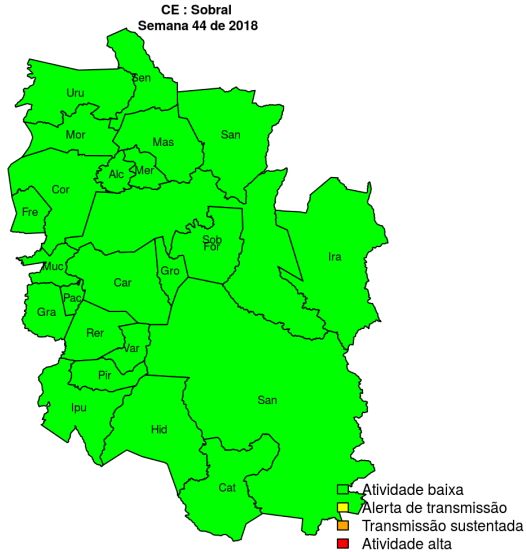 CE : Sobral
Semana 44 de 2018
Sen
Uru
Mor
Mas
San
Alc
Mer
Cor
Fre
Sob
For
Ira
Muc
Gro
Car
Pac
Gra
Rer
Var
Pir
San
Ipu
Hid
Cat
Atividade baixa
Alerta de transmissão
Transmissão sustentada
Atividade alta